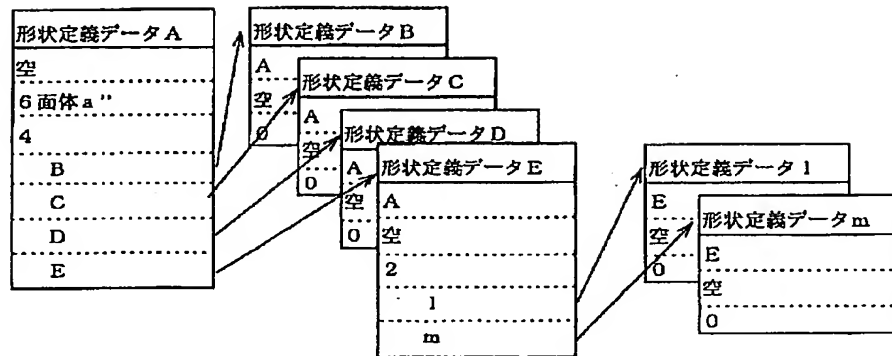 形状定義データA
空
6面体a"
4
B
C
D
E
形状定義データB
A
空
0
形状定義データC
A
空
0
形状定義データD
A
空
0
形状定義データE
A
空
2
l
m
形状定義データl
E
空
0
形状定義データm
E
空
0